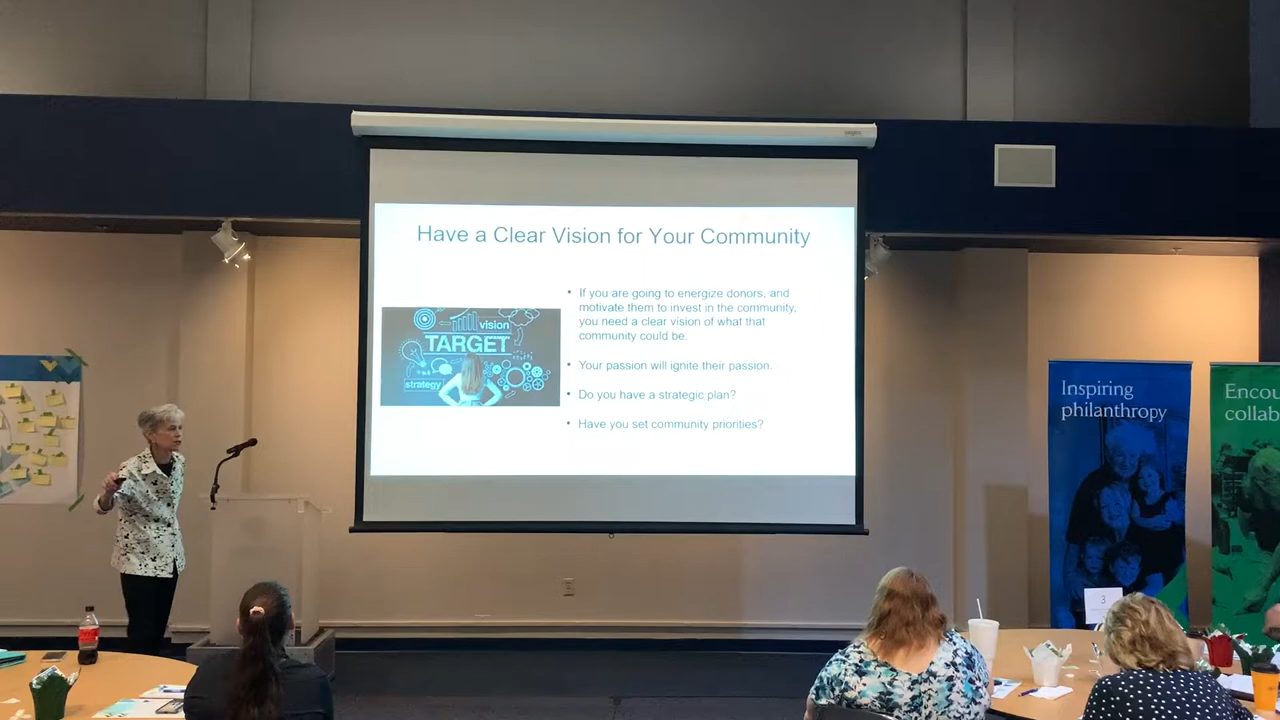 Have a Clear Vision for Your Community
• If you are going to energize donors, and
motivate them to invest in the community,
you need a clear vision of what that
community could be.
• Your passion will ignite their passion.
• Do you have a strategic plan?
• Have you set community priorities?
vision
TARGET
strategy
Inspiring
philanthropy
Encou
collab
3